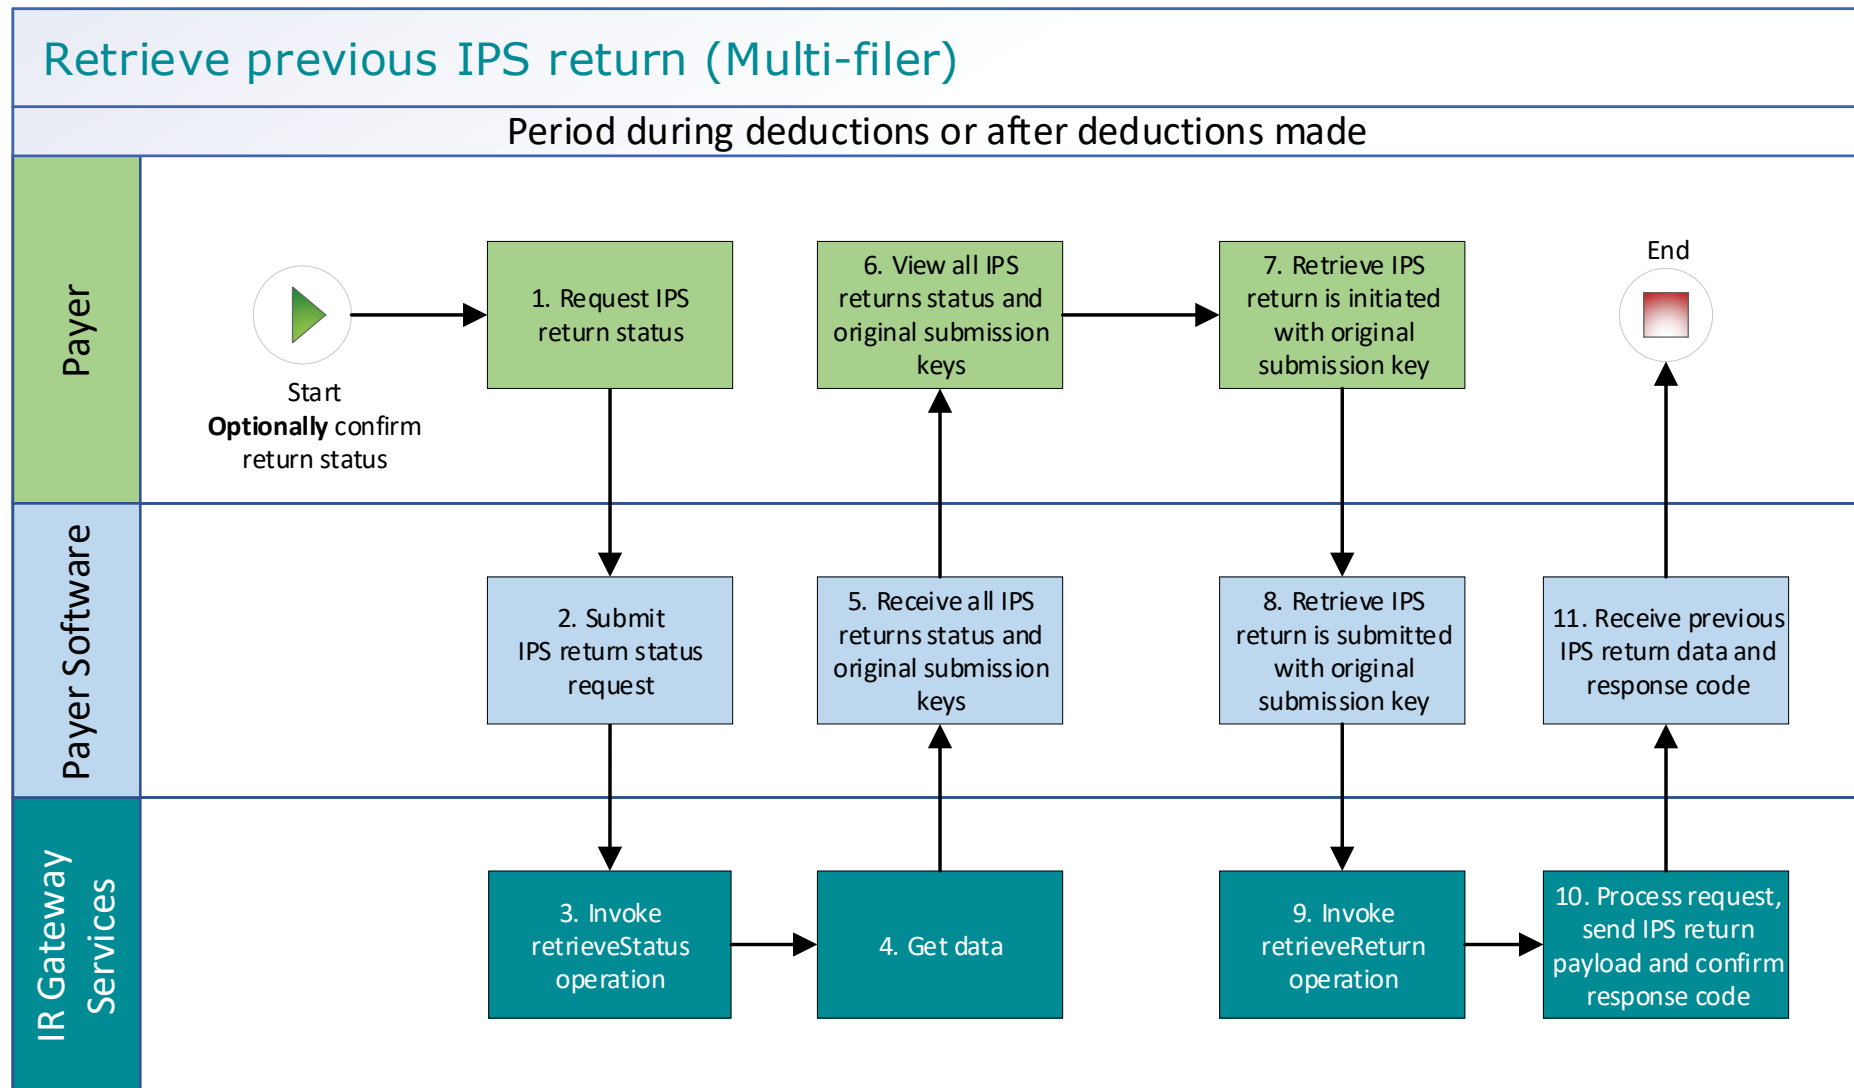 Retrieve previous IPS return (Multi-filer)
Period during deductions or after deductions made
Payer
Start
Optionally confirm
return status
1. Request IPS
return status
6. View all IPS
returns status and
original submission
keys
7. Retrieve IPS
return is initiated
with original
submission key
End
Payer Software
2. Submit
IPS return status
request
5. Receive all IPS
returns status and
original submission
keys
8. Retrieve IPS
return is submitted
with original
submission key
11. Receive previous
IPS return data and
response code
IR Gateway
Services
3. Invoke
retrieveStatus
operation
4. Get data
9. Invoke
retrieveReturn
operation
10. Process request,
send IPS return
payload and confirm
response code